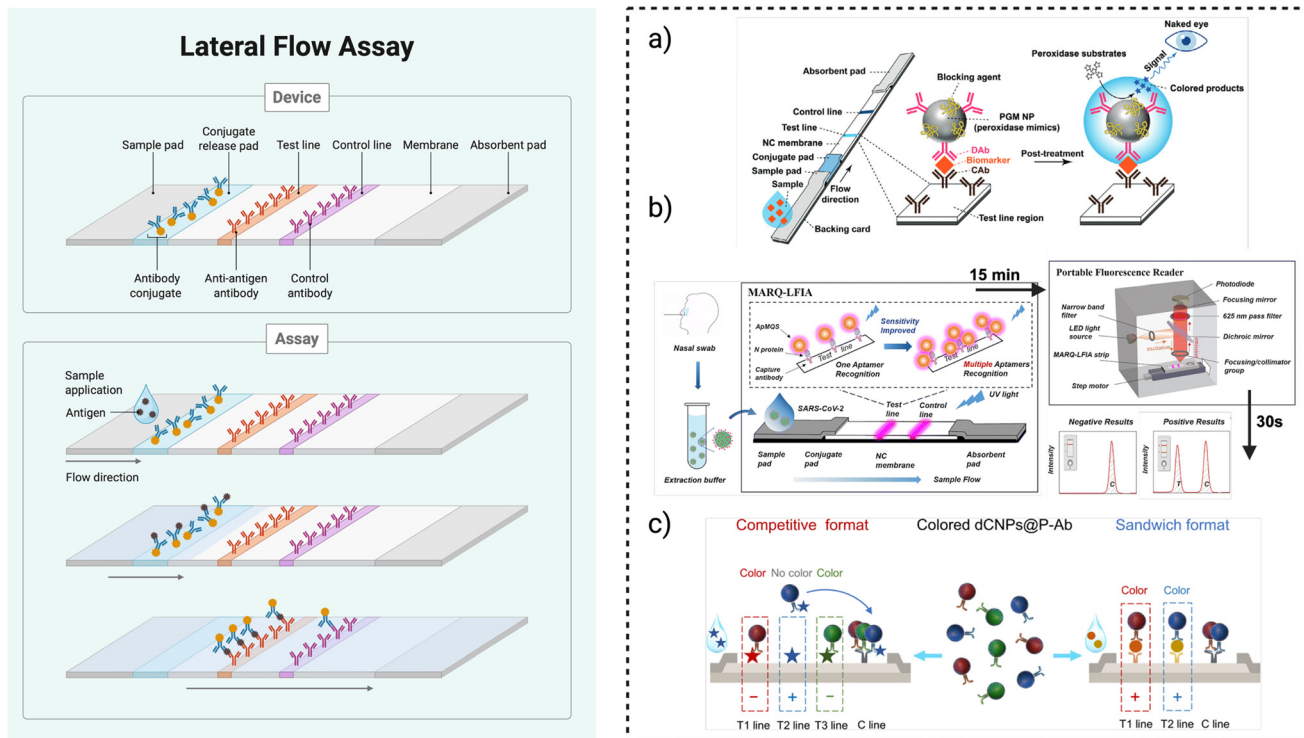 Lateral Flow Assay
Device
Sample pad
Conjugate
release pad
Test line
Control line
Membrane
Absorbent pad
Antibody
conjugate
Anti-antigen
antibody
Control
antibody
Assay
Sample
application
Antigen
Flow direction
a)
Absorbent pad
Control line
Test line
NC membrane
Conjugate pad
Sample pad
Sample
Flow
direction
Backing card
Blocking agent
PGM NP
(peroxidase mimics)
DAb
Biomarker
CAb
Test line region
Post-treatment
Peroxidase substrates
Signal
Naked eye
Colored products
b)
15 min
MARQ-LFIA
Nasal swab
Extraction buffer
ApMQS
N protein
Capture
antibody
Test line
One Aptamer
Recognition
Sensitivity
Improved
Test line
Multiple Aptamers
Recognition
SARS-CoV-2
Test
line
Control
line
UV light
Sample
pad
Conjugate
pad
NC
membrane
Absorbent
pad
Sample Flow
Portable Fluorescence Reader
Photodiode
Focusing mirror
625 nm pass filter
Narrow band
filter
LED light
source
Dichroic mirror
excitation
MARQ-LFIA strip
Focusing/collimator
group
Step motor
30s
Negative Results
Intensity
C
Positive Results
Intensity
T
C
c)
Competitive format
Colored dCNPs@P-Ab
Sandwich format
Color
No color
Color
Color
Color
−
+
−
+
+
T1 line
T2 line
T3 line
C line
T1 line
T2 line
C line